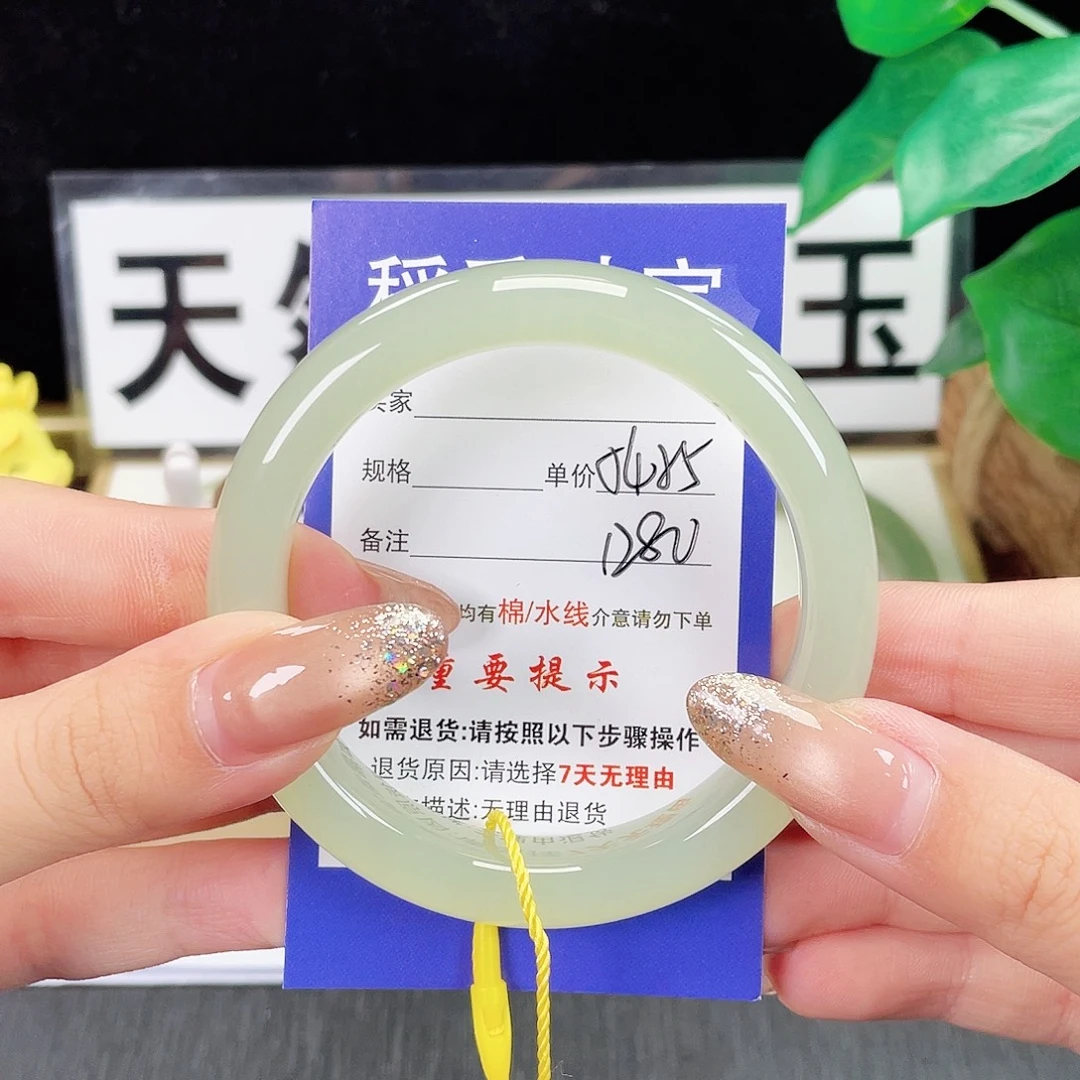 天 玉
家
规格 单价 5485
备注 1280
均有棉/水线介意请勿下单
重要提示
如需退货:请按照以下步骤操作
退货原因:请选择7天无理由
描述:无理由退货